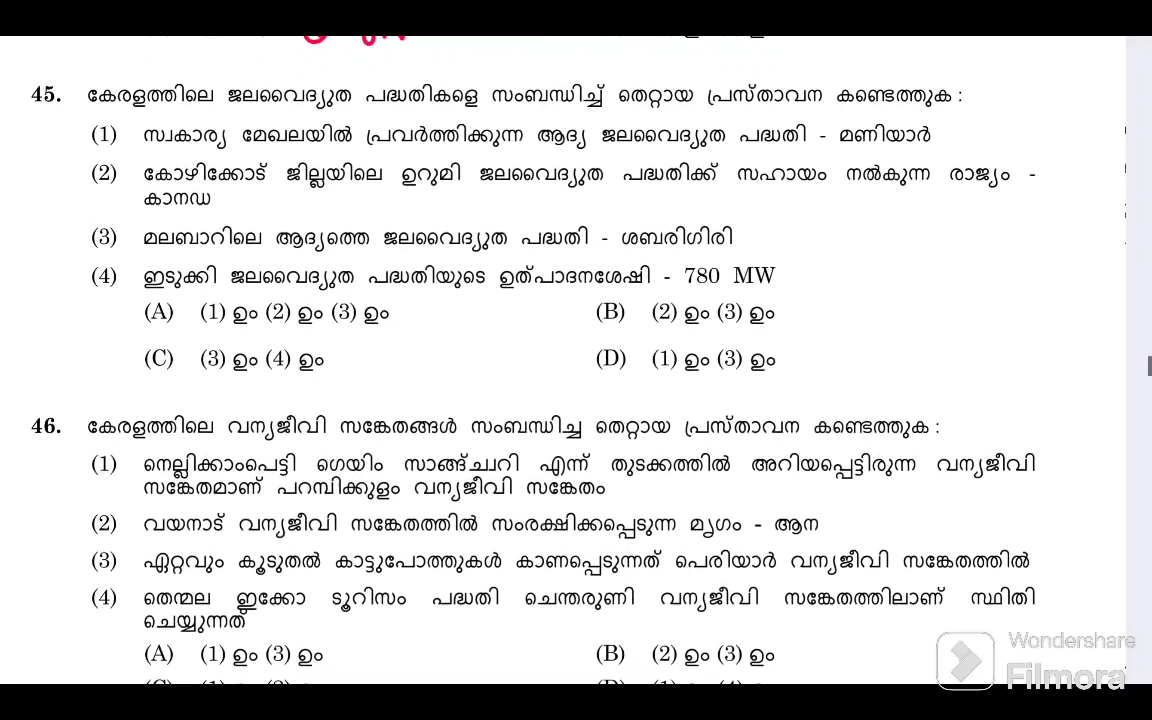 45. കേരളത്തിലെ ജലവൈദ്യുത പദ്ധതികളെ സംബന്ധിച്ച് തെറ്റായ പ്രസ്താവന കണ്ടെത്തുക :
(1) സ്വകാര്യ മേഖലയിൽ പ്രവർത്തിക്കുന്ന ആദ്യ ജലവൈദ്യുത പദ്ധതി - മണിയാർ
(2) കോഴിക്കോട് ജില്ലയിലെ ഉറുമി ജലവൈദ്യുത പദ്ധതിക്ക് സഹായം നൽകുന്ന രാജ്യം -
കാനഡ
(3) മലബാറിലെ ആദ്യത്തെ ജലവൈദ്യുത പദ്ധതി - ശബരിഗിരി
(4) ഇടുക്കി ജലവൈദ്യുത പദ്ധതിയുടെ ഉത്പാദനശേഷി - 780 MW
(A) (1) ഉം (2) ഉം (3) ഉം (B) (2) ഉം (3) ഉം
(C) (3) ഉം (4) ഉം (D) (1) ഉം (3) ഉം
46. കേരളത്തിലെ വന്യജീവി സങ്കേതങ്ങൾ സംബന്ധിച്ച തെറ്റായ പ്രസ്താവന കണ്ടെത്തുക :
(1) നെല്ലിക്കാംപെട്ടി ഗെയിം സാങ്ങ്ച്വറി എന്ന് തുടക്കത്തിൽ അറിയപ്പെട്ടിരുന്ന വന്യജീവി
സങ്കേതമാണ് പറമ്പിക്കുളം വന്യജീവി സങ്കേതം
(2) വയനാട് വന്യജീവി സങ്കേതത്തിൽ സംരക്ഷിക്കപ്പെടുന്ന മൃഗം - ആന
(3) ഏറ്റവും കൂടുതൽ കാട്ടുപോത്തുകൾ കാണപ്പെടുന്നത് പെരിയാർ വന്യജീവി സങ്കേതത്തിൽ
(4) തെന്മല ഇക്കോ ടൂറിസം പദ്ധതി ചെന്തരുണി വന്യജീവി സങ്കേതത്തിലാണ് സ്ഥിതി
ചെയ്യുന്നത്
(A) (1) ഉം (3) ഉം (B) (2) ഉം (3) ഉം
Wondershare
Filmora